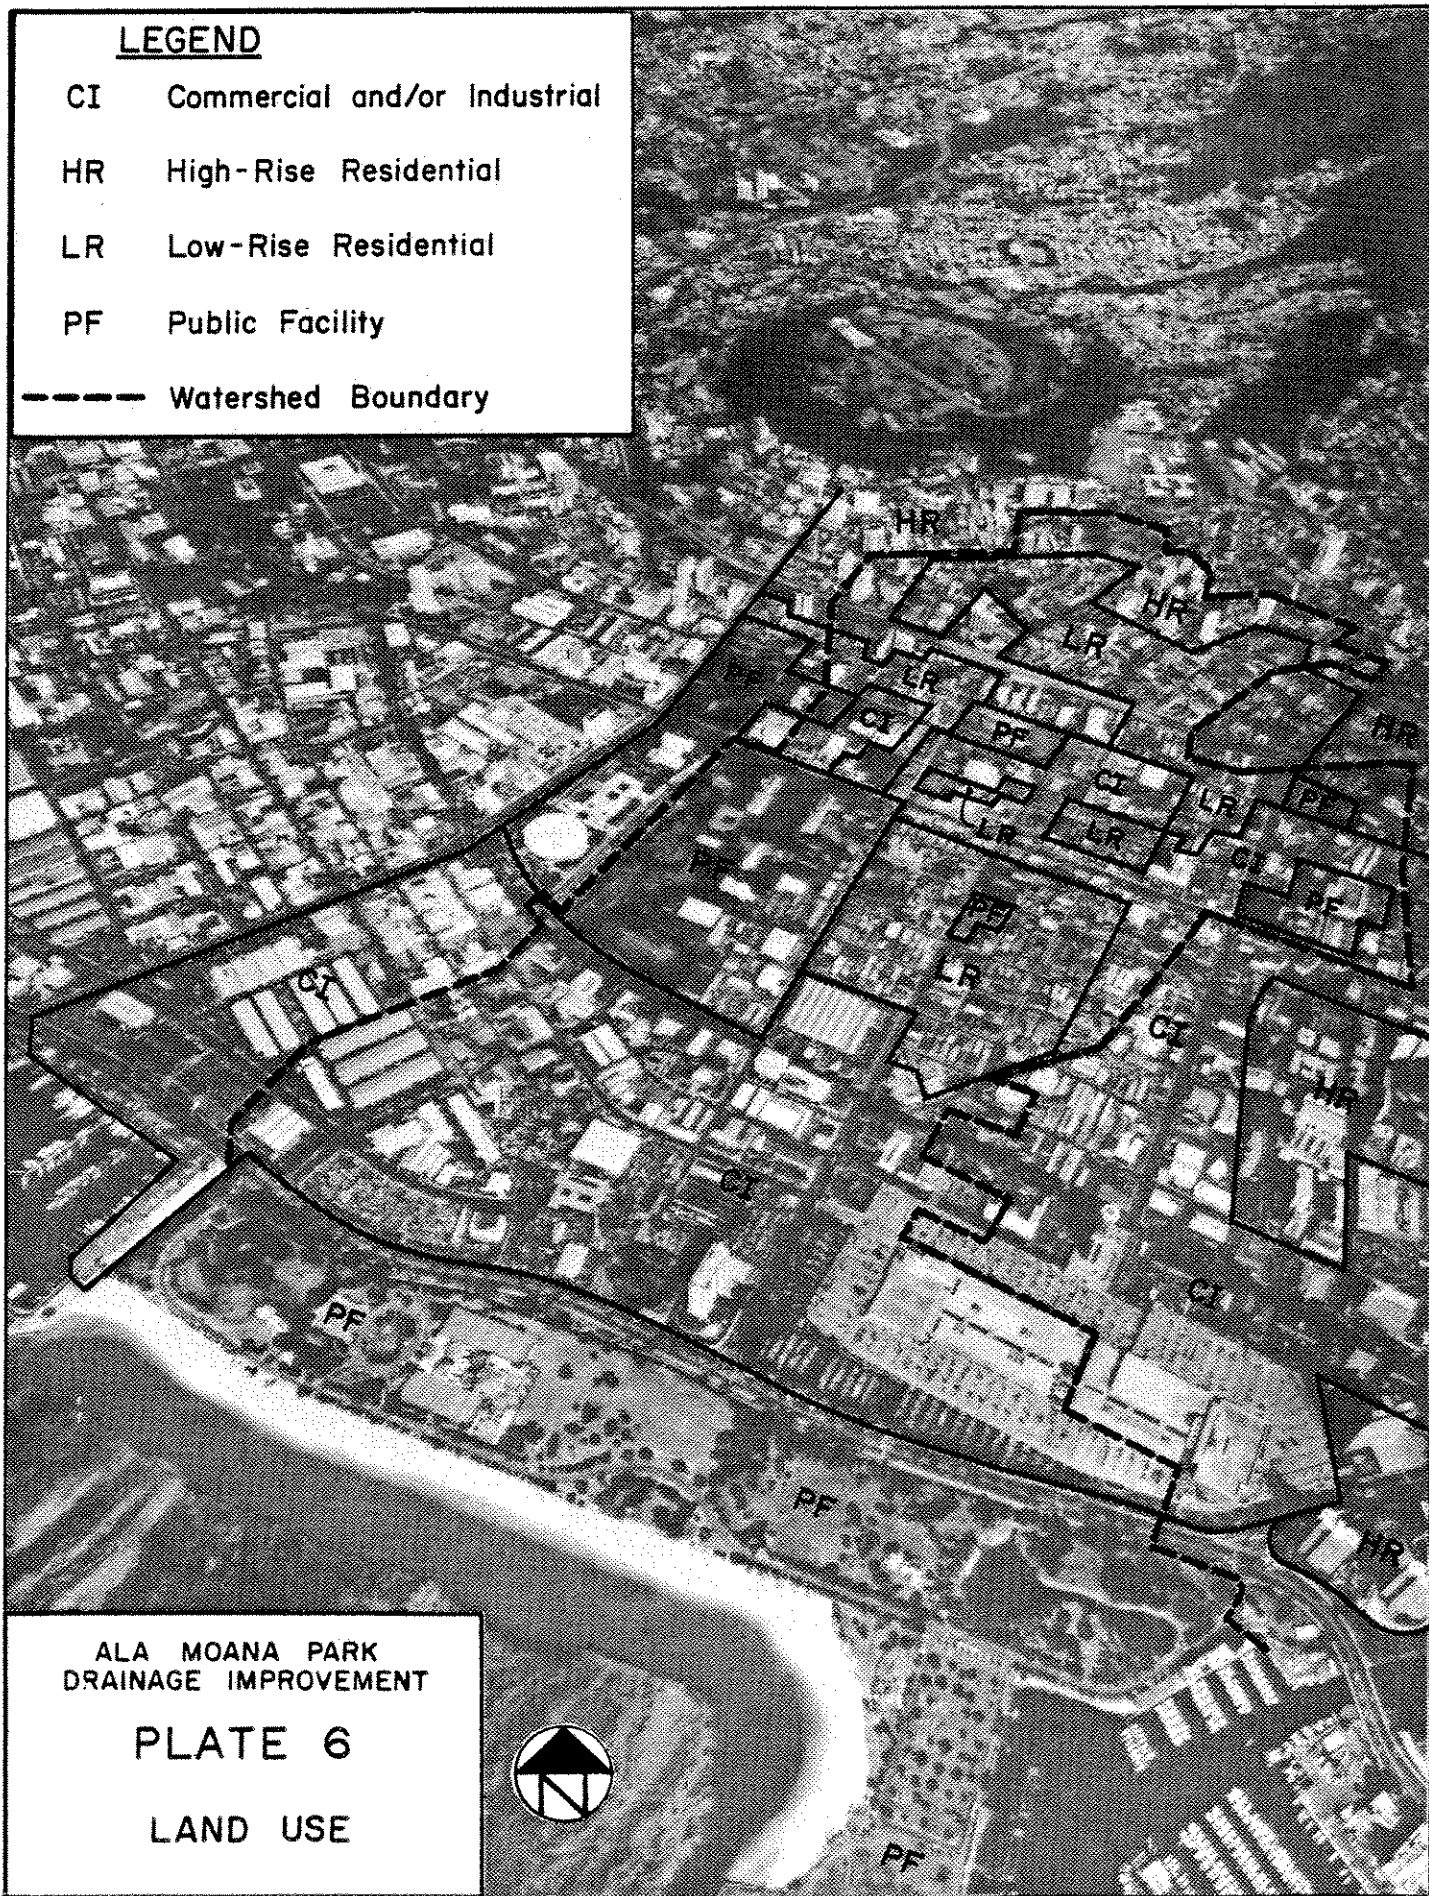 LEGEND
CI Commercial and/or Industrial
HR High-Rise Residential
LR Low-Rise Residential
PF Public Facility
Watershed Boundary
HR
HR
LR
PF
LR
CI
PF
HR
CI
LR
PF
LR
LR
CI
PF
PF
PF
LR
CI
CI
HR
CI
CI
PF
PF
HR
ALA MOANA PARK
DRAINAGE IMPROVEMENT
PLATE 6
N
LAND USE
PF